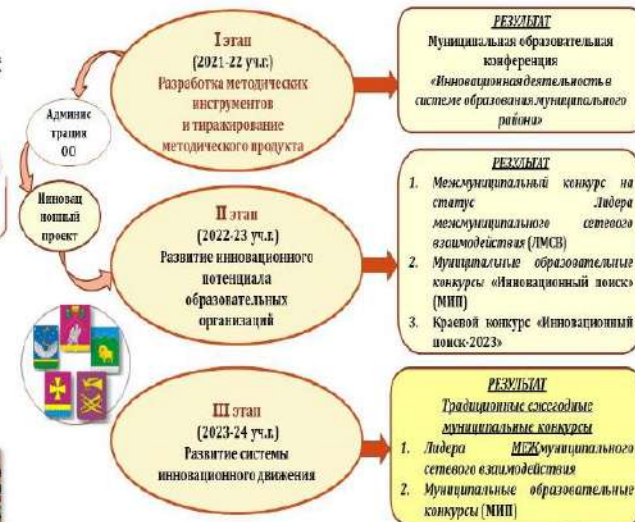 I этап
(2021-22 уч.г.)
Разработка методических
инструментов
и тиражирование
методического продукта
РЕЗУЛЬТАТ
Муниципальная образовательная
конференция
«Инновационная деятельность в
системе образования муниципального
района»
Админис
трация
ОО
Инновац
ионный
проект
II этап
(2022-23 уч.г.)
Развитие инновационного
потенциала
образовательных
организаций
РЕЗУЛЬТАТ
1. Межмуниципальный конкурс на
статус Лидера
межмуниципального сетевого
взаимодействия (ЛМСВ)
2. Муниципальные образовательные
конкурсы «Инновационный поиск»
(МИП)
3. Краевой конкурс «Инновационный
поиск-2023»
III этап
(2023-24 уч.г.)
Развитие системы
инновационного движения
РЕЗУЛЬТАТ
Традиционные ежегодные
муниципальные конкурсы
1. Лидера МЕЖмуниципального
сетевого взаимодействия
2. Муниципальные образовательные
конкурсы (МИП)